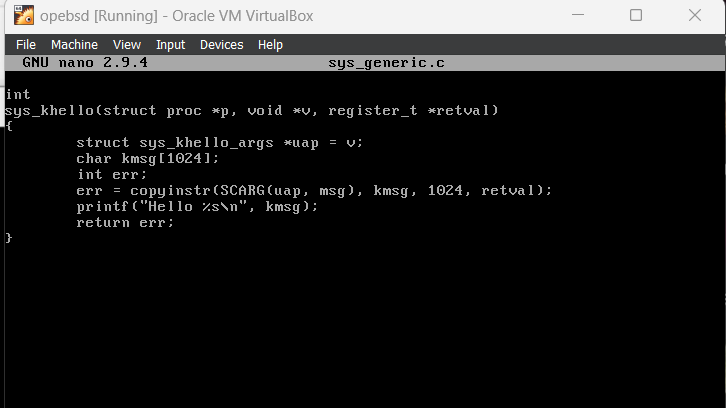 opebsd [Running] - Oracle VM VirtualBox
File Machine View Input Devices Help
GNU nano 2.9.4 sys_generic.c
int
sys_khello(struct proc *p, void *v, register_t *retval)
{
        struct sys_khello_args *uap = v;
        char kmsg[1024];
        int err;
        err = copyinstr(SCARG(uap, msg), kmsg, 1024, retval);
        printf("Hello %s\n", kmsg);
        return err;
}